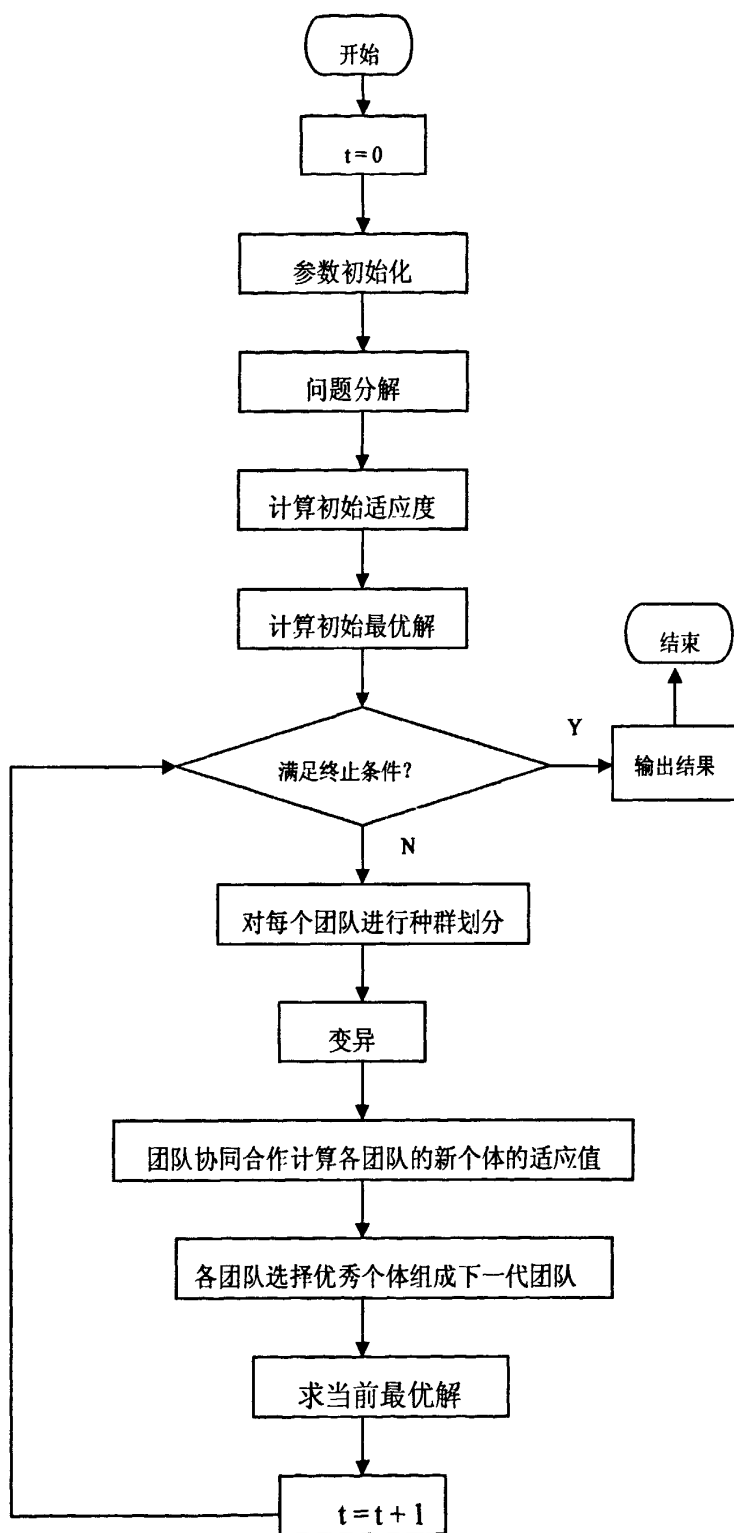 开始
t=0
参数初始化
问题分解
计算初始适应度
计算初始最优解
结束
满足终止条件?
Y
输出结果
N
对每个团队进行种群划分
变异
团队协同合作计算各团队的新个体的适应值
各团队选择优秀个体组成下一代团队
求当前最优解
t=t+1